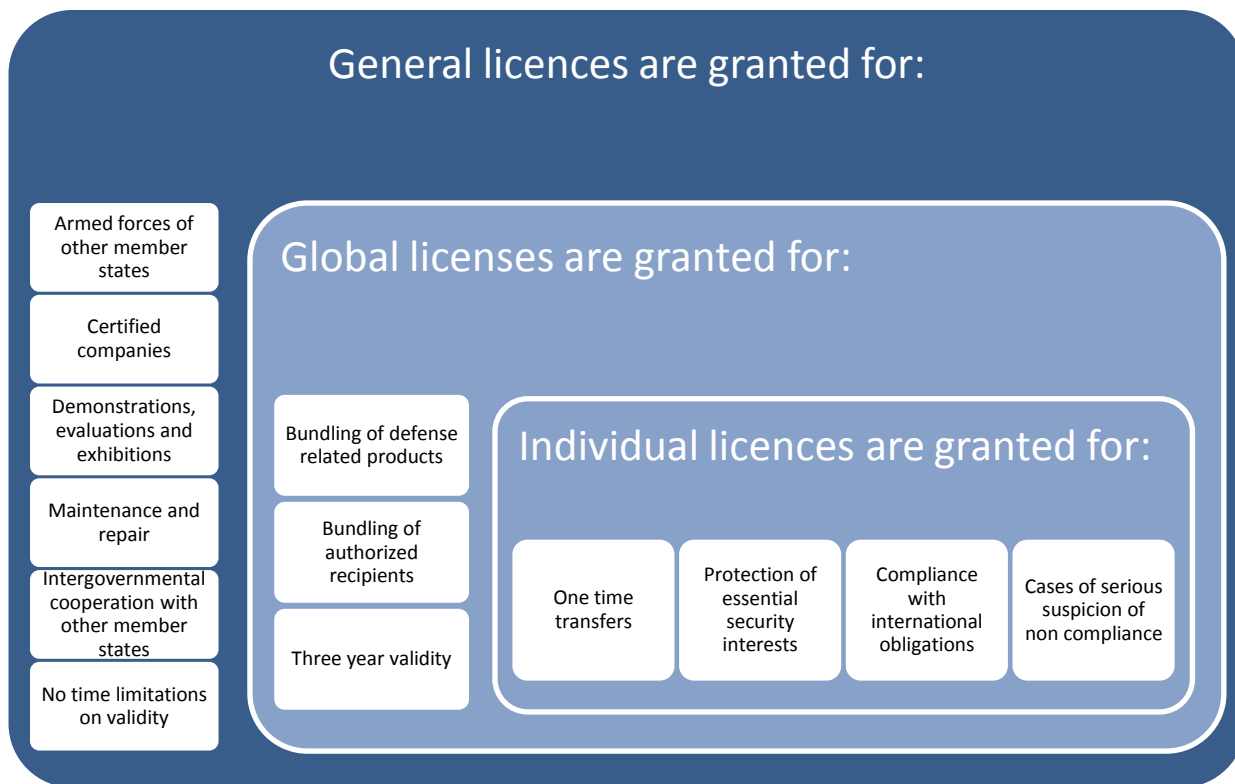 General licences are granted for:
Armed forces of
other member
states
Certified
companies
Demonstrations,
evaluations and
exhibitions
Maintenance and
repair
Intergovernmental
cooperation with
other member
states
No time limitations
on validity
Global licenses are granted for:
Bundling of defense
related products
Bundling of
authorized
recipients
Three year validity
Individual licences are granted for:
One time
transfers
Protection of
essential
security
interests
Compliance
with
international
obligations
Cases of serious
suspicion of
non compliance